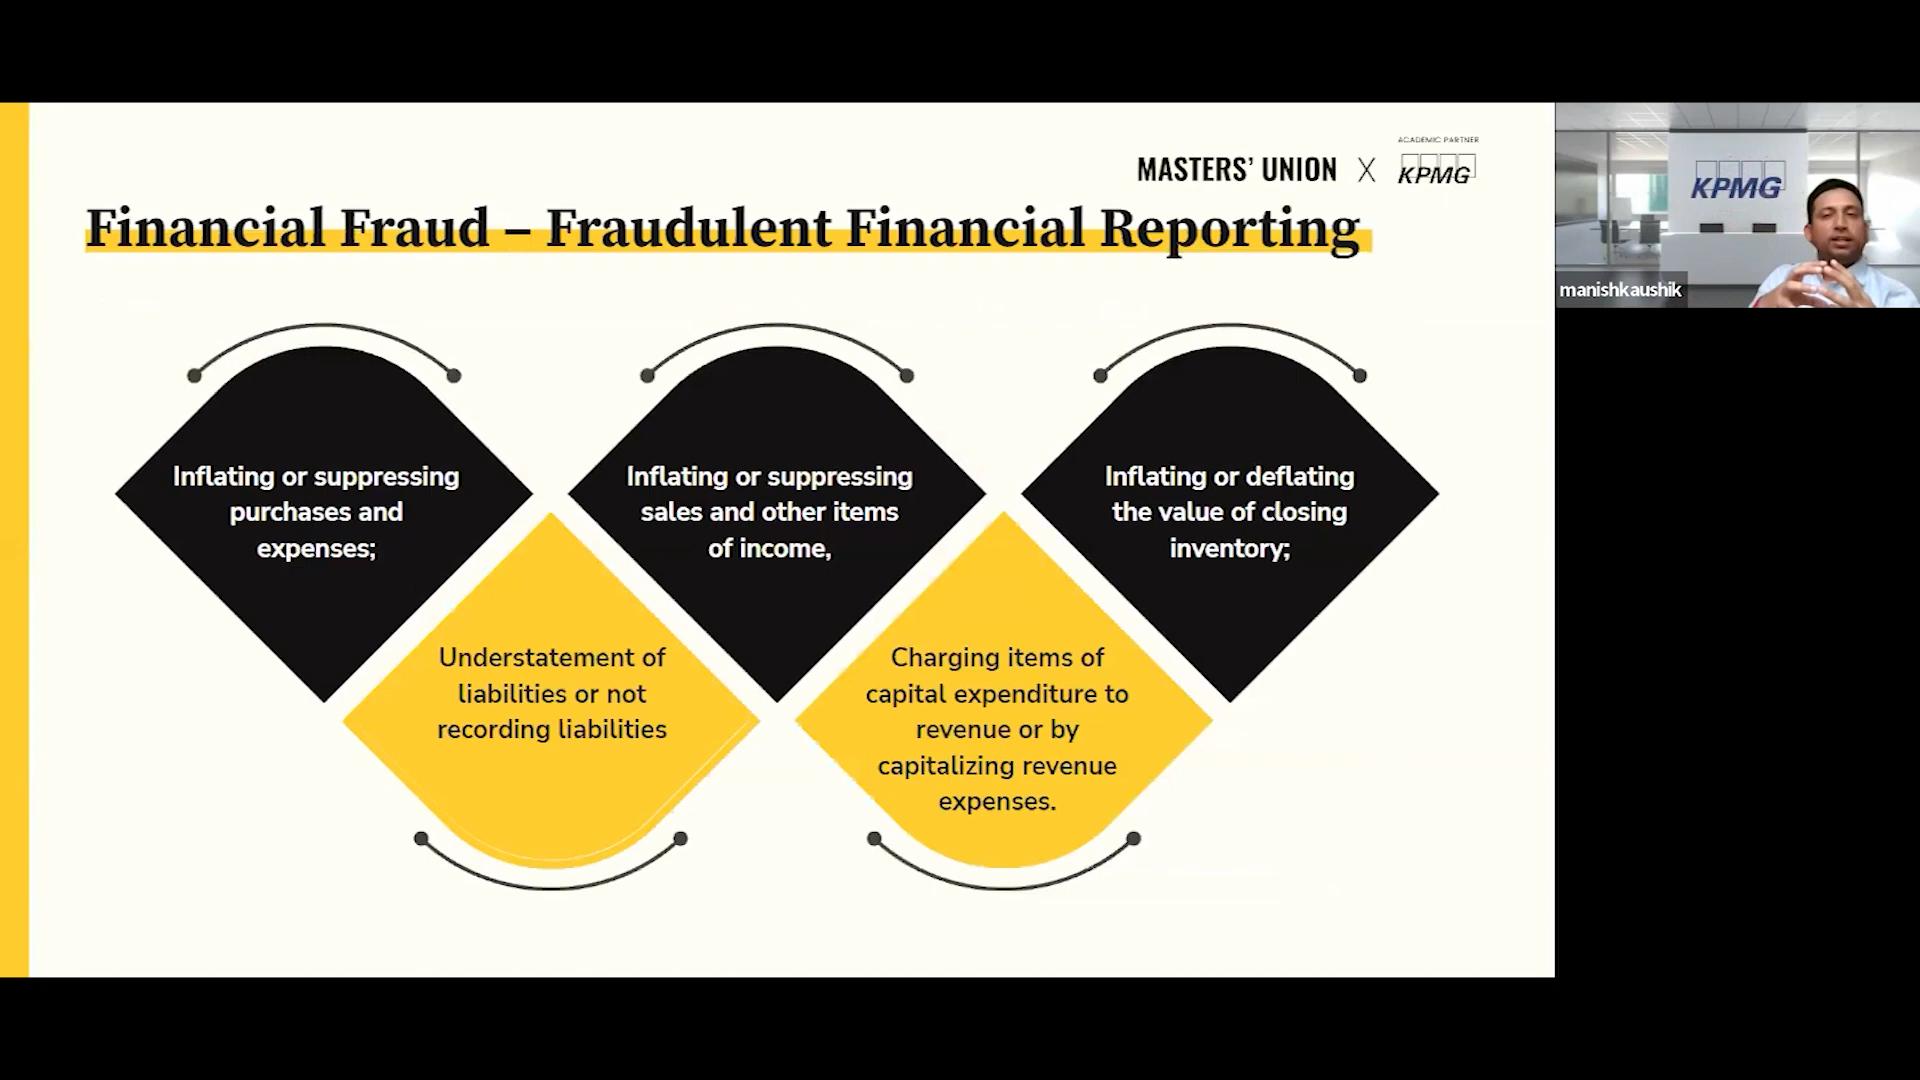 ACADEMIC PARTNER
MASTERS' UNION X KPMG
Financial Fraud – Fraudulent Financial Reporting
Inflating or suppressing
purchases and
expenses;
Inflating or suppressing
sales and other items
of income,
Inflating or deflating
the value of closing
inventory;
Understatement of
liabilities or not
recording liabilities
Charging items of
capital expenditure to
revenue or by
capitalizing revenue
expenses.
KPMG
manishkaushik